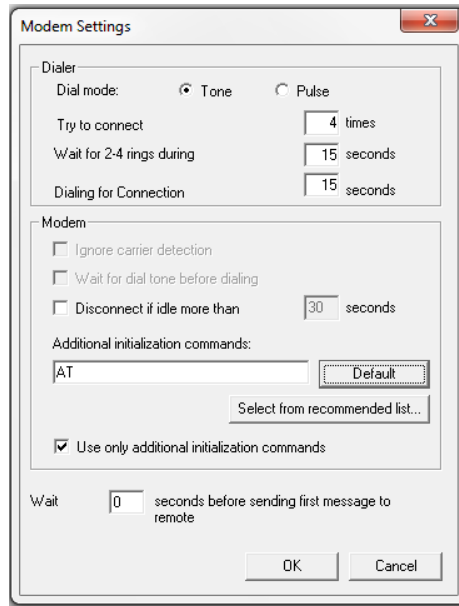 Modem Settings
Dialer
Dial mode: Tone Pulse
Try to connect 4 times
Wait for 2-4 rings during 15 seconds
Dialing for Connection 15 seconds
Modem
Ignore carrier detection
Wait for dial tone before dialing
Disconnect if idle more than 30 seconds
Additional initialization commands:
AT Default
Select from recommended list...
Use only additional initialization commands
Wait 0 seconds before sending first message to
remote
OK Cancel